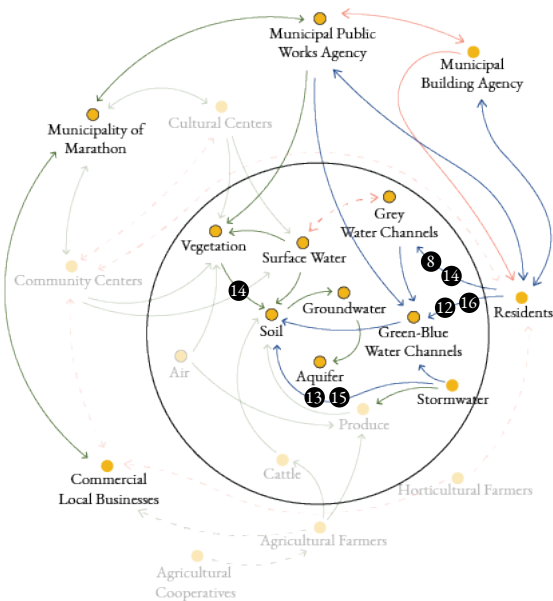 Municipal Public
Works Agency
Municipal
Building Agency
Cultural Centers
Municipality of
Marathon
Grey
Water Channels
Vegetation
Surface Water
8
14
Community Centers
14
Groundwater
12
16
Residents
Soil
Green-Blue
Water Channels
Air
Aquifer
13
15
Stormwater
Produce
Cattle
Commercial
Local Businesses
Horticultural Farmers
Agricultural Farmers
Agricultural
Cooperatives